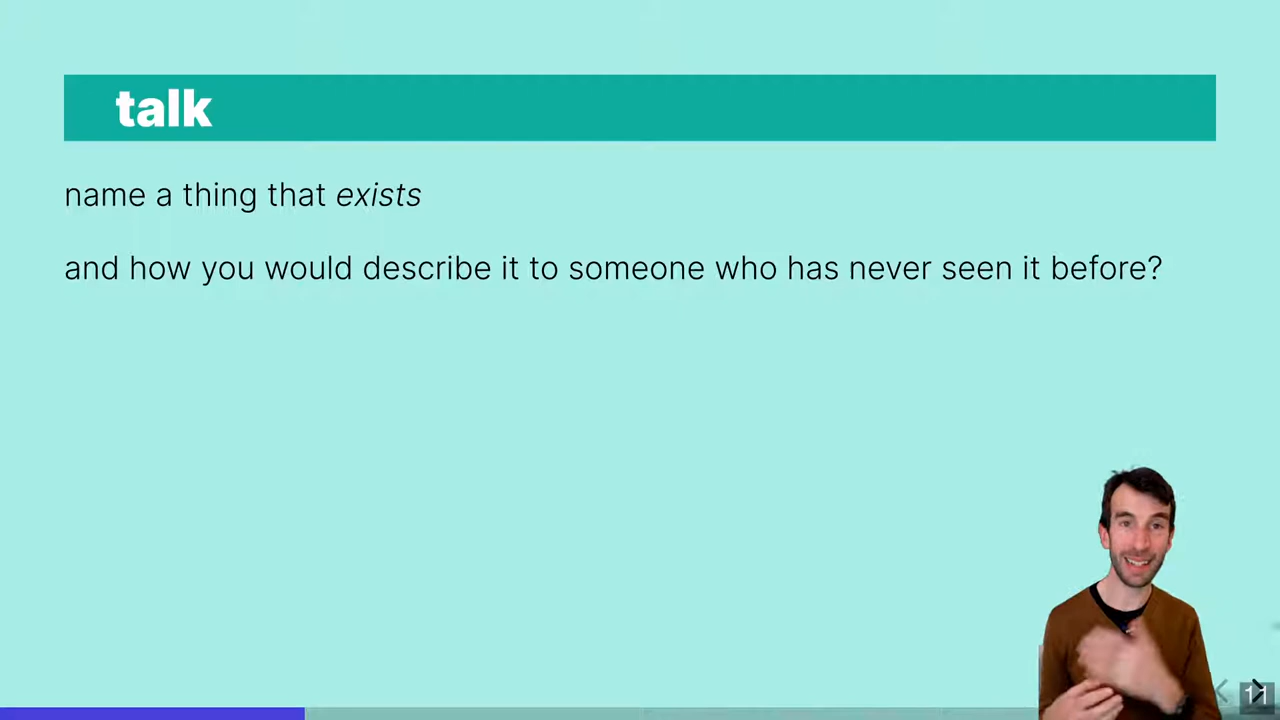 talk
name a thing that exists
and how you would describe it to someone who has never seen it before?